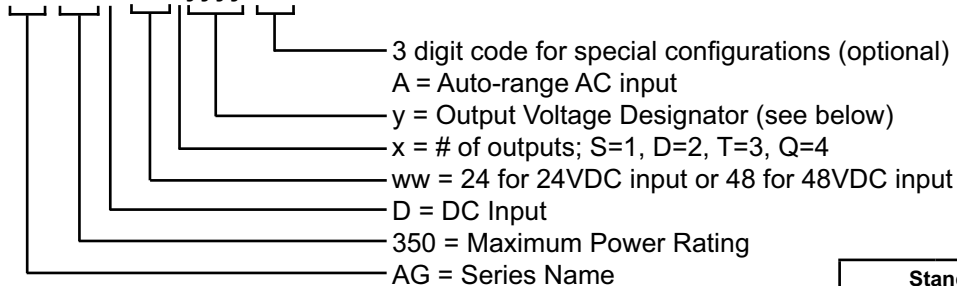 3 digit code for special configurations (optional)
A = Auto-range AC input
y = Output Voltage Designator (see below)
x = # of outputs; S=1, D=2, T=3, Q=4
ww = 24 for 24VDC input or 48 for 48VDC input
D = DC Input
350 = Maximum Power Rating
AG = Series Name